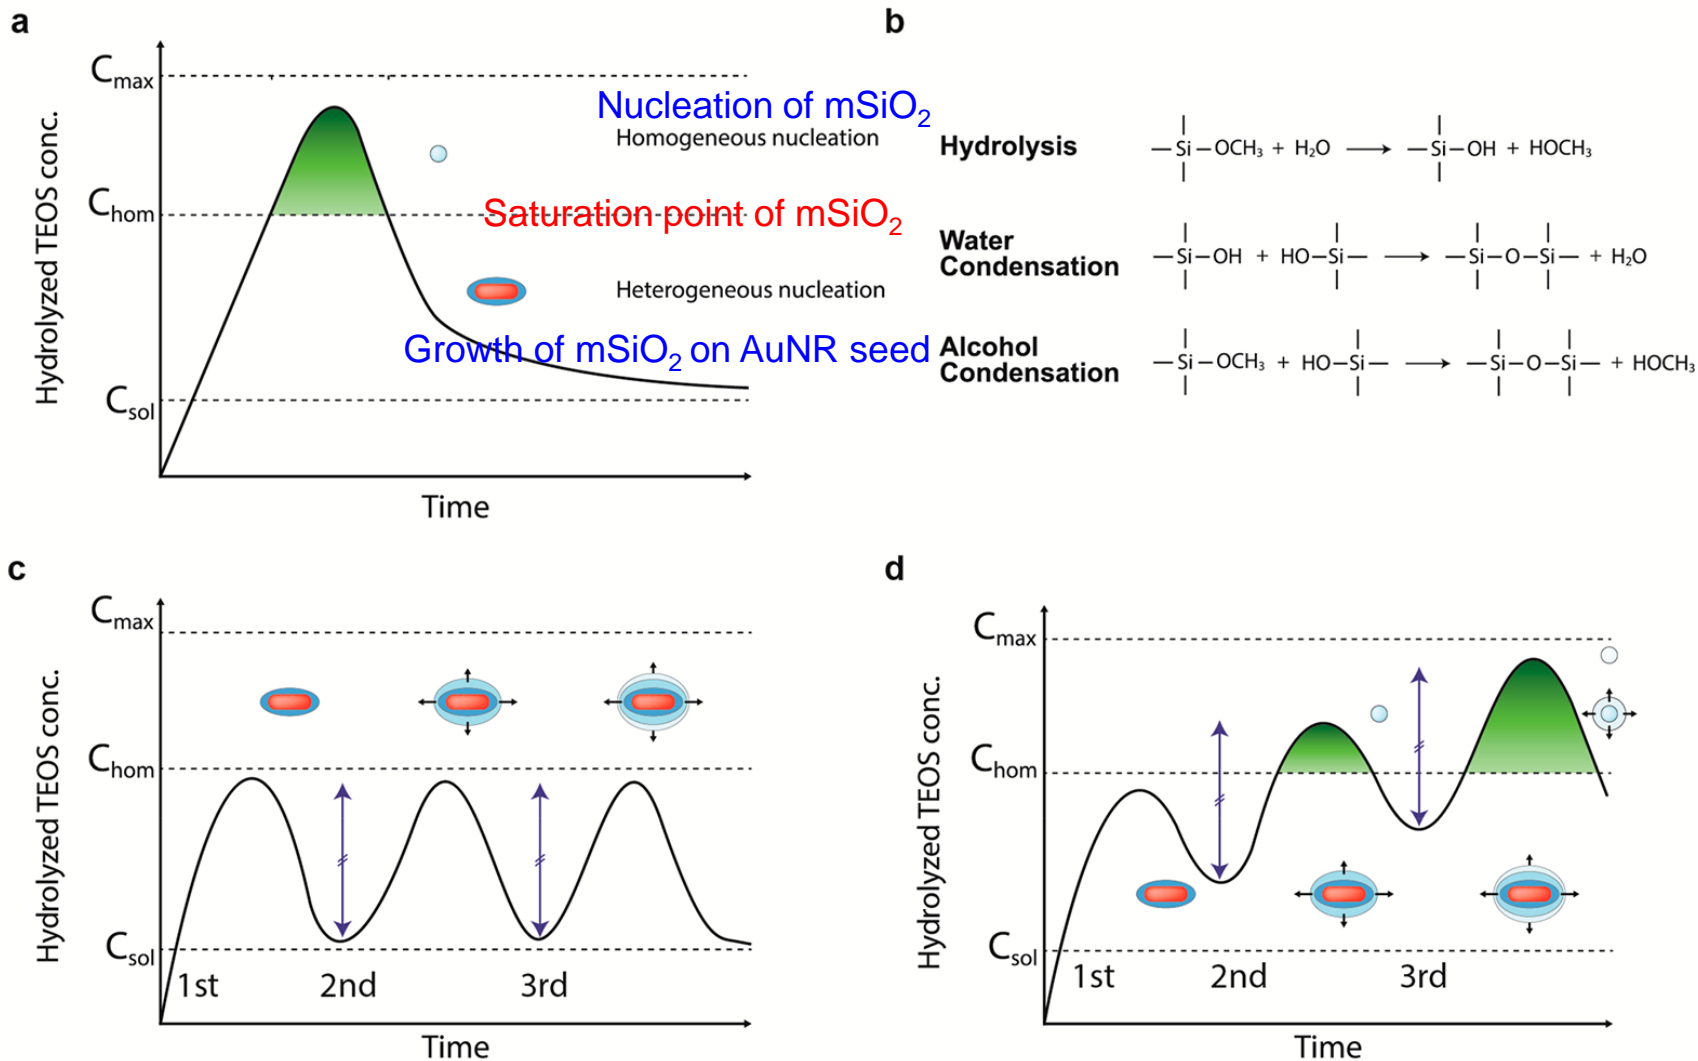 a
C_max
Nucleation of mSiO₂
Homogeneous nucleation
C_hom
Saturation point of mSiO₂
Heterogeneous nucleation
Growth of mSiO₂ on AuNR seed
C_sol
Hydrolyzed TEOS conc.
Time
b
Hydrolysis
Si OCH₃ + H₂O Si OH + HOCH₃
Water
Condensation
Si OH + HO Si Si O Si + H₂O
Alcohol
Condensation
Si OCH₃ + HO Si Si O Si + HOCH₃
c
C_max
C_hom
C_sol
Hydrolyzed TEOS conc.
1st 2nd 3rd
Time
d
C_max
C_hom
C_sol
Hydrolyzed TEOS conc.
1st 2nd 3rd
Time